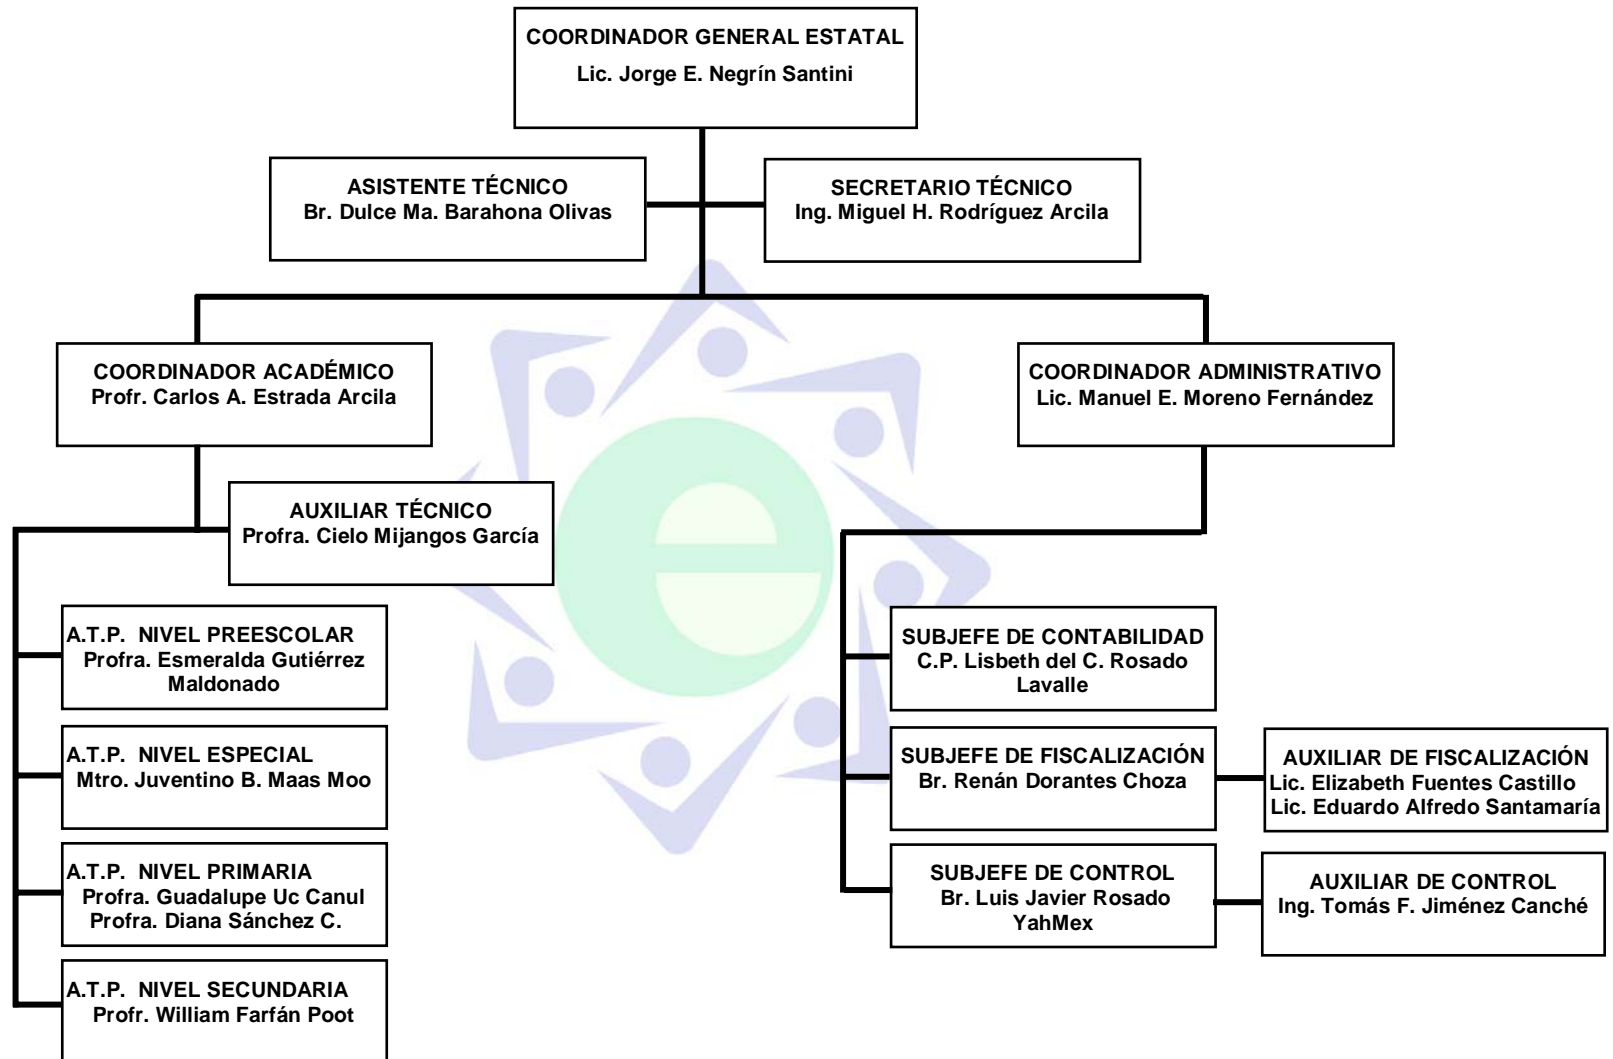 COORDINADOR GENERAL ESTATAL
Lic. Jorge E. Negrín Santini
ASISTENTE TÉCNICO
Br. Dulce Ma. Barahona Olivas
SECRETARIO TÉCNICO
Ing. Miguel H. Rodríguez Arcila
COORDINADOR ACADÉMICO
Profr. Carlos A. Estrada Arcila
COORDINADOR ADMINISTRATIVO
Lic. Manuel E. Moreno Fernández
AUXILIAR TÉCNICO
Profra. Cielo Mijangos García
A.T.P. NIVEL PREESCOLAR
Profra. Esmeralda Gutiérrez
Maldonado
A.T.P. NIVEL ESPECIAL
Mtro. Juventino B. Maas Moo
A.T.P. NIVEL PRIMARIA
Profra. Guadalupe Uc Canul
Profra. Diana Sánchez C.
A.T.P. NIVEL SECUNDARIA
Profr. William Farfán Poot
SUBJEFE DE CONTABILIDAD
C.P. Lisbeth del C. Rosado
Lavalle
SUBJEFE DE FISCALIZACIÓN
Br. Renán Dorantes Choza
AUXILIAR DE FISCALIZACIÓN
Lic. Elizabeth Fuentes Castillo
Lic. Eduardo Alfredo Santamaría
SUBJEFE DE CONTROL
Br. Luis Javier Rosado
YahMex
AUXILIAR DE CONTROL
Ing. Tomás F. Jiménez Canché
e